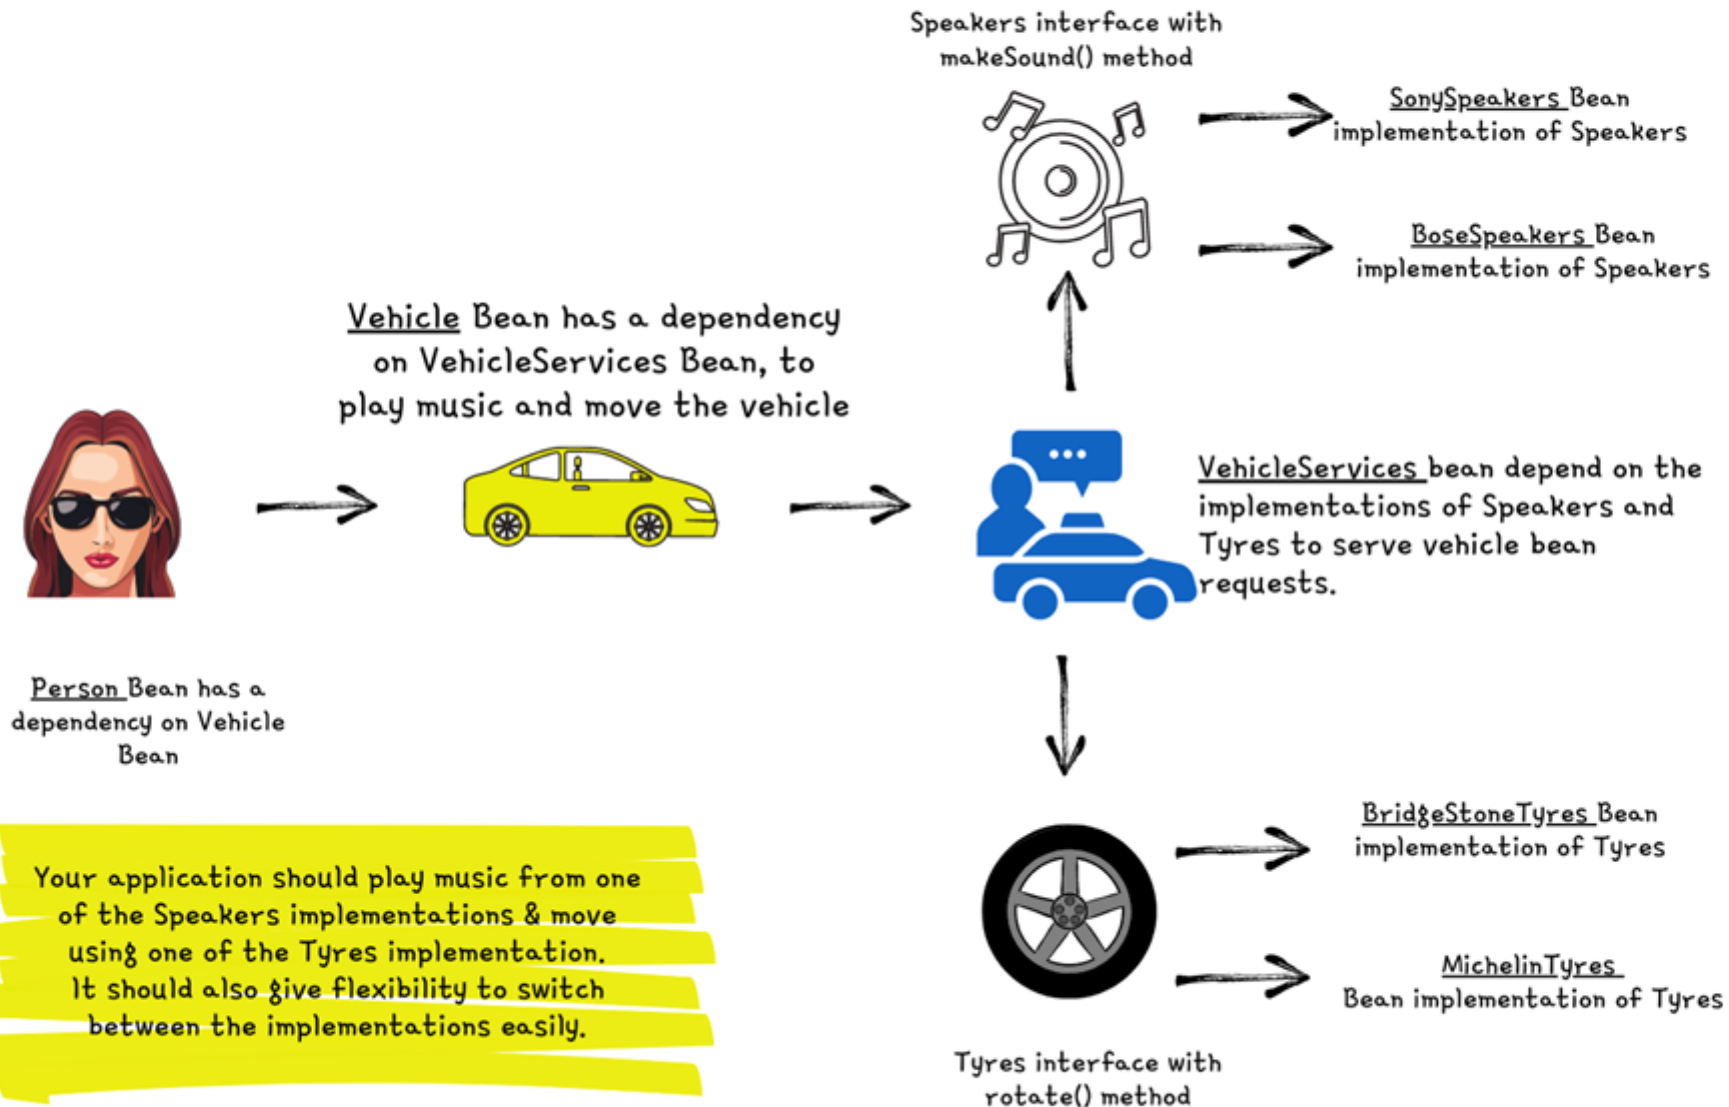 Speakers interface with
makeSound() method
SonySpeakers Bean
implementation of Speakers
BoseSpeakers Bean
implementation of Speakers
Vehicle Bean has a dependency
on VehicleServices Bean, to
play music and move the vehicle
VehicleServices bean depend on the
implementations of Speakers and
Tyres to serve vehicle bean
requests.
Person Bean has a
dependency on Vehicle
Bean
Your application should play music from one
of the Speakers implementations & move
using one of the Tyres implementation.
It should also give flexibility to switch
between the implementations easily.
BridgeStoneTyres Bean
implementation of Tyres
MichelinTyres
Bean implementation of Tyres
Tyres interface with
rotate() method